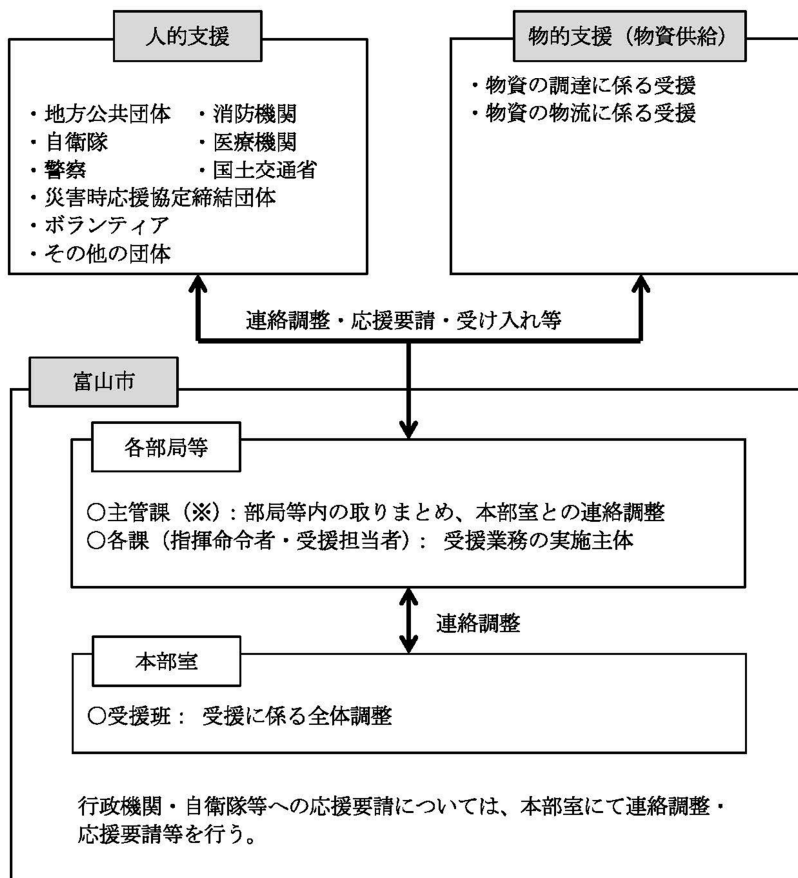 人的支援
・地方公共団体 ・消防機関
・自衛隊 ・医療機関
・警察 ・国土交通省
・災害時応援協定締結団体
・ボランティア
・その他の団体
物的支援（物資供給）
・物資の調達に係る受援
・物資の物流に係る受援
連絡調整・応援要請・受け入れ等
富山市
各部局等
○主管課（※）：部局等内の取りまとめ、本部室との連絡調整
○各課（指揮命令者・受援担当者）： 受援業務の実施主体
連絡調整
本部室
○受援班： 受援に係る全体調整
行政機関・自衛隊等への応援要請については、本部室にて連絡調整・
応援要請等を行う。